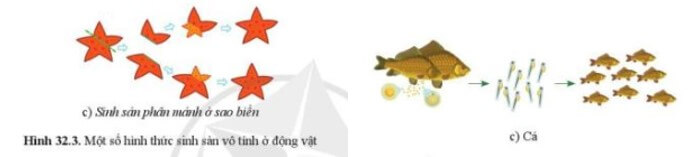 c) Sinh sản phân mảnh ở sao biển
Hình 32.3. Một số hình thức sinh sản vô tính ở động vật
c) Cá